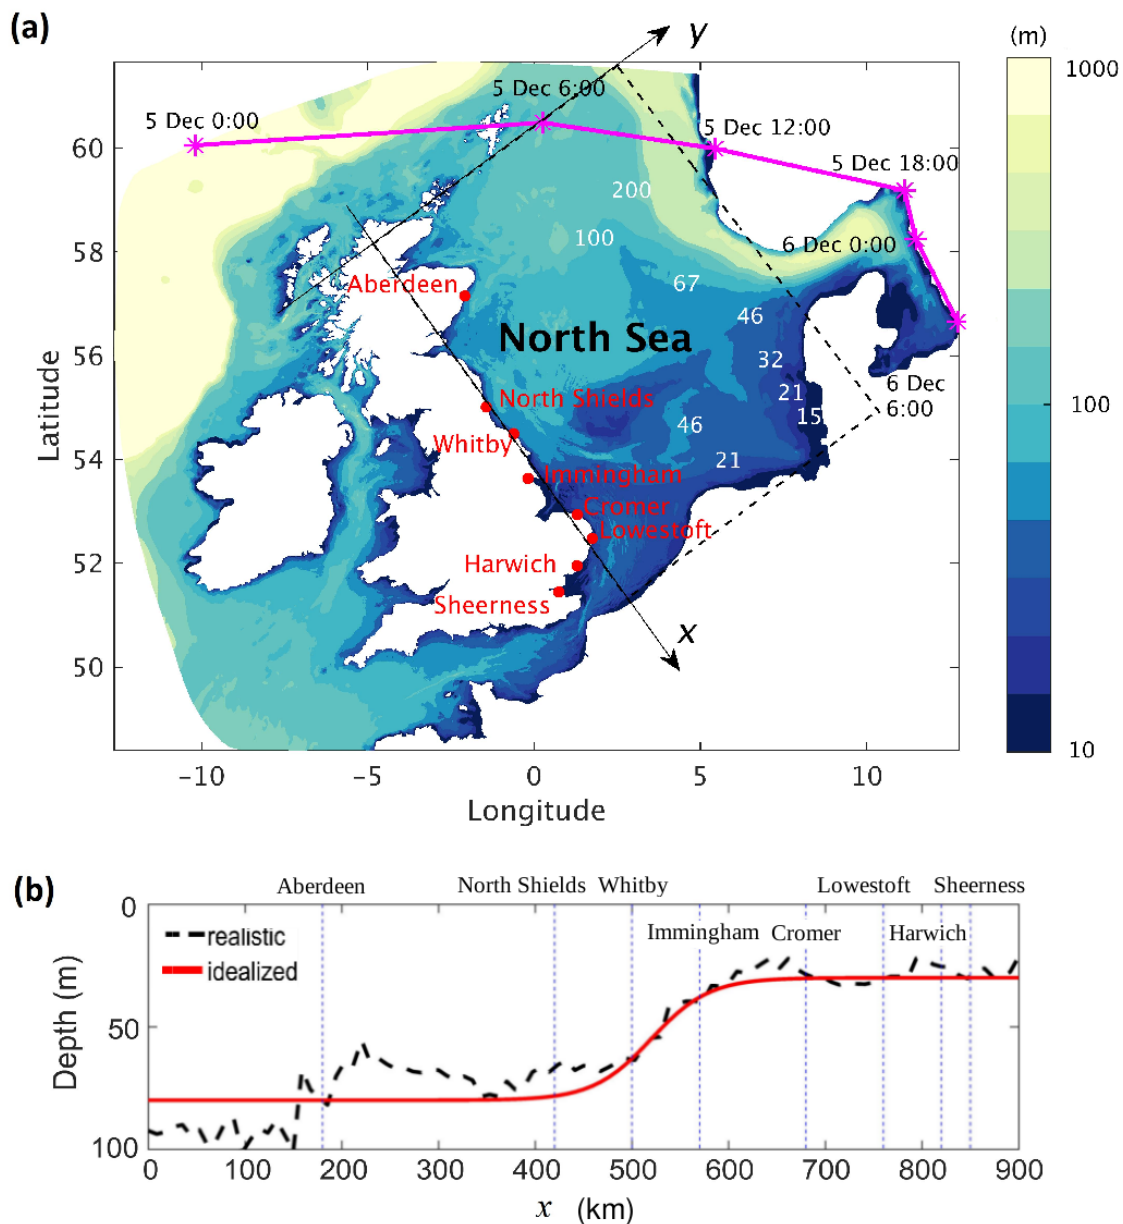 (a)
y
(m)
1000
5 Dec 6:00
5 Dec 0:00
5 Dec 12:00
60
5 Dec 18:00
200
100
6 Dec 0:00
58
67
Aberdeen
46
North Sea
56
32
6 Dec
6:00
21
North Shields
15
100
46
Whitby
54
21
Immingham
Cromer
Lowestoft
Harwich
Sheerness
52
x
50
10
Latitude
-10
-5
0
5
10
Longitude
(b)
Aberdeen
North Shields
Whitby
Lowestoft
Sheerness
0
realistic
Immingham
Cromer
Harwich
idealized
50
Depth (m)
100
0
100
200
300
400
500
600
700
800
900
x (km)